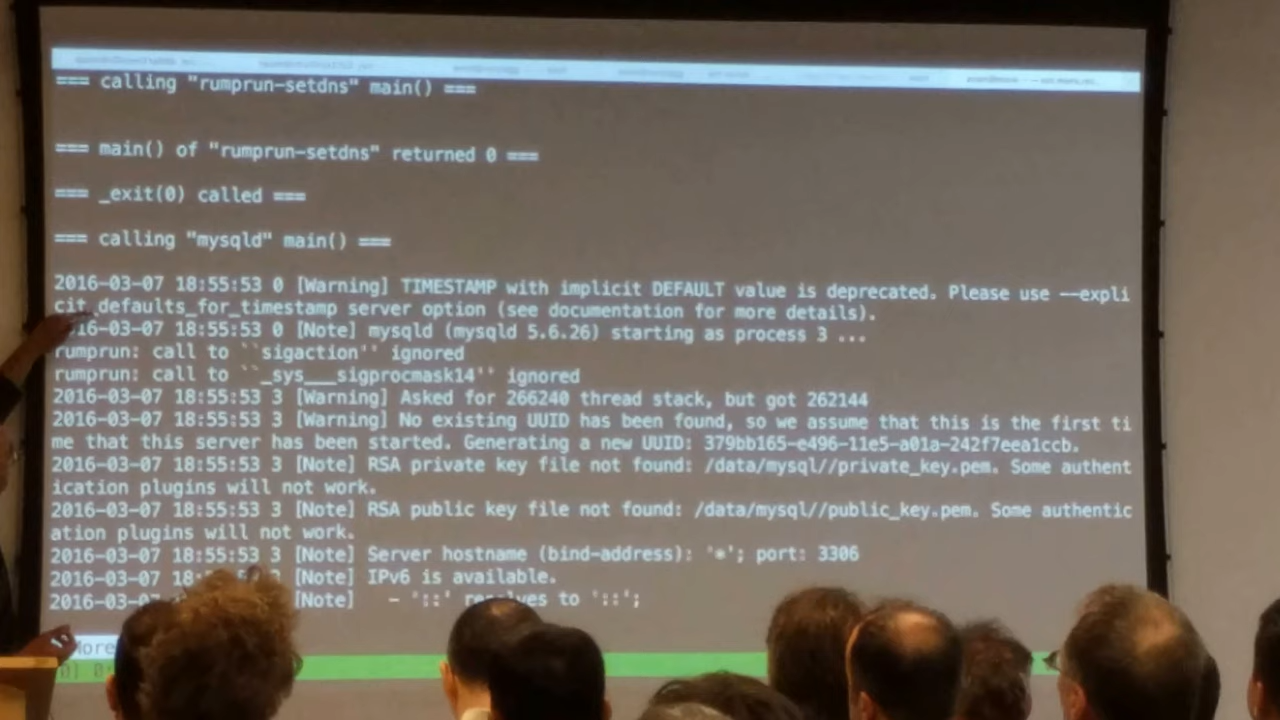 === calling "rumprun-setdns" main() ===
=== main() of "rumprun-setdns" returned 0 ===
=== _exit(0) called ===
=== calling "mysqld" main() ===
2016-03-07 18:55:53 0 [Warning] TIMESTAMP with implicit DEFAULT value is deprecated. Please use --expli
cit_defaults_for_timestamp server option (see documentation for more details).
2016-03-07 18:55:53 0 [Note] mysqld (mysqld 5.6.26) starting as process 3 ...
rumprun: call to ``sigaction'' ignored
rumprun: call to ``_sys___sigprocmask14'' ignored
2016-03-07 18:55:53 3 [Warning] Asked for 266240 thread stack, but got 262144
2016-03-07 18:55:53 3 [Warning] No existing UUID has been found, so we assume that this is the first ti
me that this server has been started. Generating a new UUID: 379bb165-e496-11e5-a01a-242f7eea1ccb.
2016-03-07 18:55:53 3 [Note] RSA private key file not found: /data/mysql//private_key.pem. Some authent
ication plugins will not work.
2016-03-07 18:55:53 3 [Note] RSA public key file not found: /data/mysql//public_key.pem. Some authentic
ation plugins will not work.
2016-03-07 18:55:53 3 [Note] Server hostname (bind-address): '*'; port: 3306
2016-03-07 18:55:53 3 [Note] IPv6 is available.
2016-03-07 [Note] - '::' resolves to '::';
More